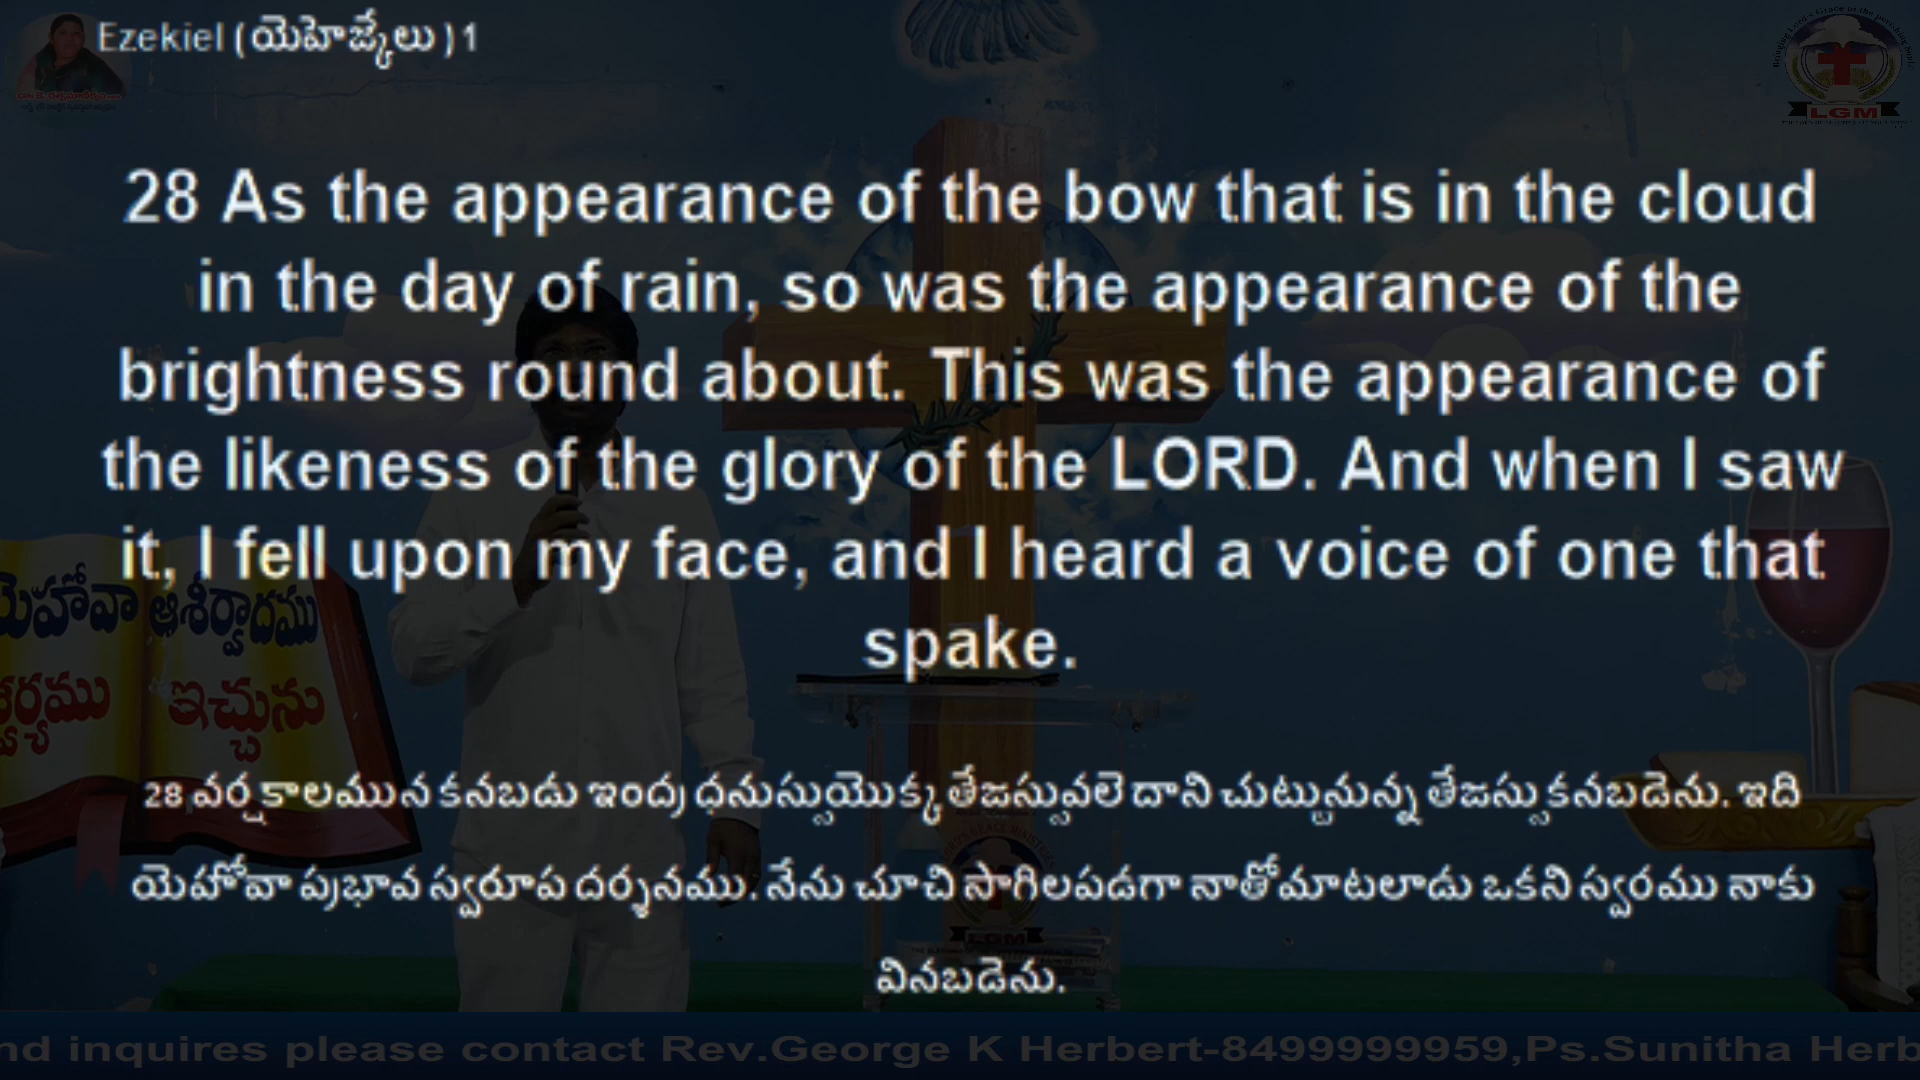 Ezekiel (యెహెజ్కేలు ) 1
28 As the appearance of the bow that is in the cloud
in the day of rain, so was the appearance of the
brightness round about. This was the appearance of
the likeness of the glory of the LORD. And when I saw
it, I fell upon my face, and I heard a voice of one that
spake.
28 వర్షకాలమున కనబడు ఇంద్ర ధనుస్సుయొక్క తేజస్సువలె దాని చుట్టునున్న తేజస్సు కనబడెను. ఇది
యెహోవా ప్రభావ స్వరూప దర్శనము. నేను చూచి సాగిలపడగా నాతోమాటలాడు ఒకని స్వరము నాకు
వినబడెను.
యెహోవా ఆశీర్వాదము
ఇచ్చును
LGM
LGM
nd inquires please contact Rev.George K Herbert-8499999959,Ps.Sunitha Herb